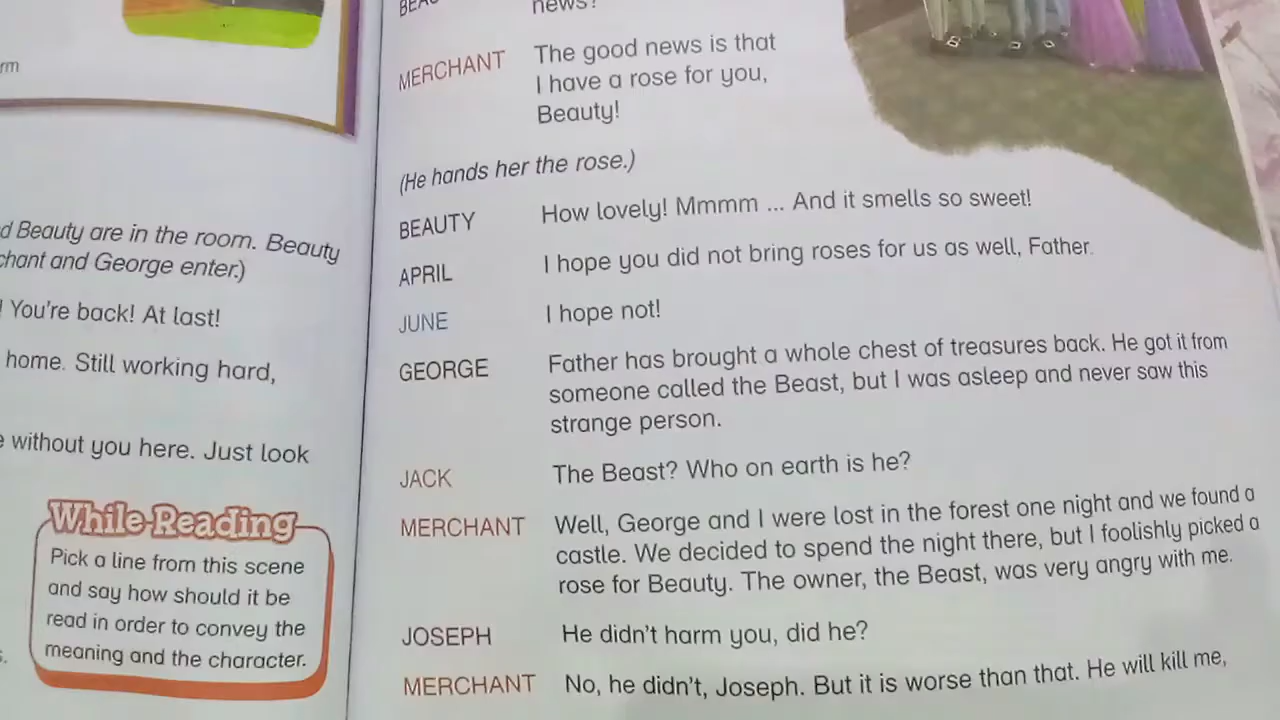 rm
Beauty are in the room. Beauty
and George enter.)
You're back! At last!
home. Still working hard,
without you here. Just look
While-Reading
Pick a line from this scene
and say how should it be
read in order to convey the
meaning and the character.
news?
MERCHANT The good news is that
I have a rose for you,
Beauty!
(He hands her the rose.)
BEAUTY How lovely! Mmmm ... And it smells so sweet!
APRIL I hope you did not bring roses for us as well, Father.
JUNE I hope not!
GEORGE Father has brought a whole chest of treasures back. He got it from
someone called the Beast, but I was asleep and never saw this
strange person.
JACK The Beast? Who on earth is he?
MERCHANT Well, George and I were lost in the forest one night and we found a
castle. We decided to spend the night there, but I foolishly picked a
rose for Beauty. The owner, the Beast, was very angry with me.
JOSEPH He didn't harm you, did he?
MERCHANT No, he didn't, Joseph. But it is worse than that. He will kill me,